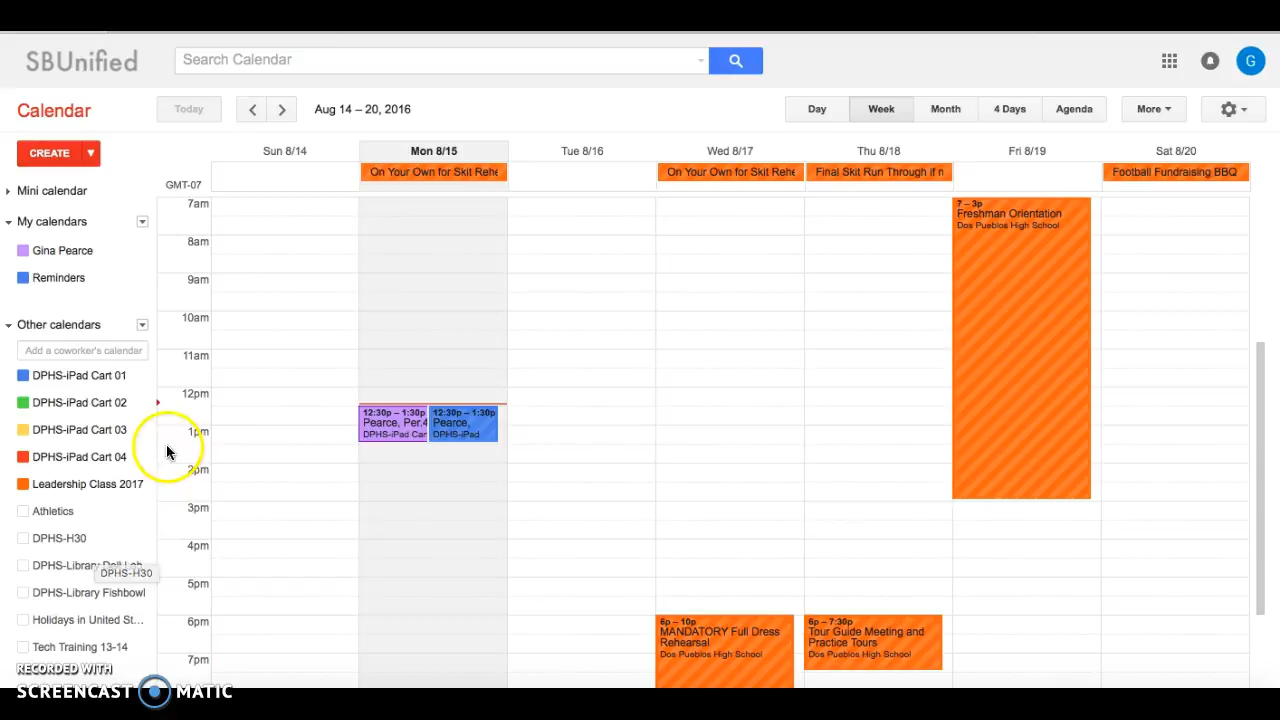 SBUnified
Search Calendar
G
Calendar
Today
Aug 14 – 20, 2016
Day
Week
Month
4 Days
Agenda
More
CREATE
Mini calendar
My calendars
Gina Pearce
Reminders
Other calendars
Add a coworker's calendar
DPHS-iPad Cart 01
DPHS-iPad Cart 02
DPHS-iPad Cart 03
DPHS-iPad Cart 04
Leadership Class 2017
Athletics
DPHS-H30
DPHS-Library
DPHS-H30
DPHS-Library Fishbowl
Holidays in United St...
Tech Training 13-14
RECORDED WITH
SCREENCAST MATIC
Sun 8/14
Mon 8/15
Tue 8/16
Wed 8/17
Thu 8/18
Fri 8/19
Sat 8/20
GMT-07
On Your Own for Skit Rehe
On Your Own for Skit Rehe
Final Skit Run Through if n
Football Fundraising BBQ
7am
8am
9am
10am
11am
12pm
1pm
2pm
3pm
4pm
5pm
6pm
7pm
12:30p – 1:30p
Pearce, Per.4
DPHS-iPad Car
12:30p – 1:30p
Pearce,
DPHS-iPad
7 – 3p
Freshman Orientation
Dos Pueblos High School
6p – 10p
MANDATORY Full Dress
Rehearsal
Dos Pueblos High School
6p – 7:30p
Tour Guide Meeting and
Practice Tours
Dos Pueblos High School